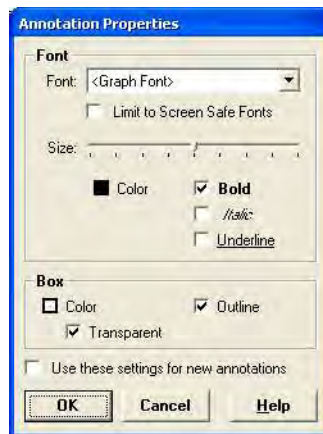 Annotation Properties
Font
Font: <Graph Font>
Limit to Screen Safe Fonts
Size:
Color Bold
Italic
Underline
Box
Color Outline
Transparent
Use these settings for new annotations
OK Cancel Help